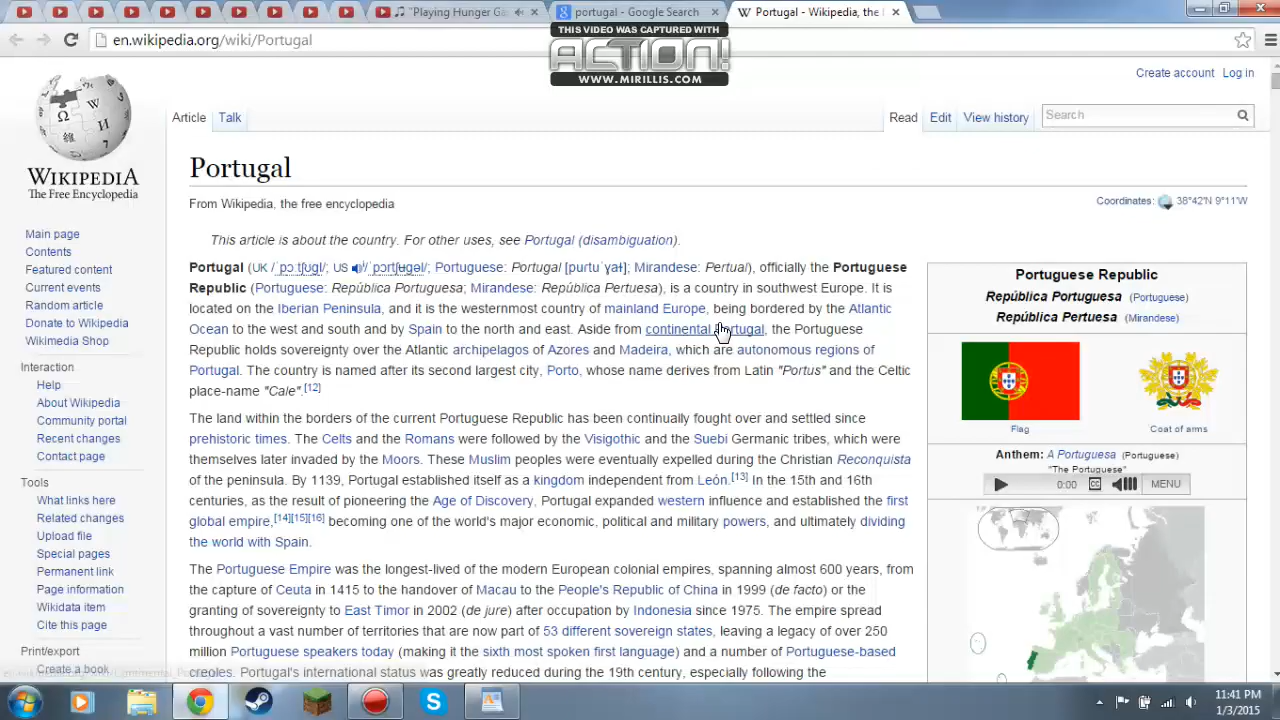 "Playing Hunger Ga
portugal - Google Search
Portugal - Wikipedia, the
en.wikipedia.org/wiki/Portugal
THIS VIDEO WAS CAPTURED WITH
ACTION!
WWW.MIRILLIS.COM
Create account Log in
WIKIPEDIA
The Free Encyclopedia
Article Talk
Read Edit View history
Search
Portugal
From Wikipedia, the free encyclopedia
Coordinates: 38°42′N 9°11′W
This article is about the country. For other uses, see Portugal (disambiguation).
Portugal (UK /ˈpɔːtʃʊɡl/; US /ˈpɔrtʃʉɡəl/; Portuguese: Portugal [puɾtuˈɣaɫ]; Mirandese: Pertual), officially the Portuguese
Republic (Portuguese: República Portuguesa; Mirandese: República Pertuesa), is a country in southwest Europe. It is
located on the Iberian Peninsula, and it is the westernmost country of mainland Europe, being bordered by the Atlantic
Ocean to the west and south and by Spain to the north and east. Aside from continental Portugal, the Portuguese
Republic holds sovereignty over the Atlantic archipelagos of Azores and Madeira, which are autonomous regions of
Portugal. The country is named after its second largest city, Porto, whose name derives from Latin "Portus" and the Celtic
place-name "Cale".[12]
The land within the borders of the current Portuguese Republic has been continually fought over and settled since
prehistoric times. The Celts and the Romans were followed by the Visigothic and the Suebi Germanic tribes, which were
themselves later invaded by the Moors. These Muslim peoples were eventually expelled during the Christian Reconquista
of the peninsula. By 1139, Portugal established itself as a kingdom independent from León.[13] In the 15th and 16th
centuries, as the result of pioneering the Age of Discovery, Portugal expanded western influence and established the first
global empire,[14][15][16] becoming one of the world's major economic, political and military powers, and ultimately dividing
the world with Spain.
The Portuguese Empire was the longest-lived of the modern European colonial empires, spanning almost 600 years, from
the capture of Ceuta in 1415 to the handover of Macau to the People's Republic of China in 1999 (de facto) or the
granting of sovereignty to East Timor in 2002 (de jure) after occupation by Indonesia since 1975. The empire spread
throughout a vast number of territories that are now part of 53 different sovereign states, leaving a legacy of over 250
million Portuguese speakers today (making it the sixth most spoken first language) and a number of Portuguese-based
creoles. Portugal's international status was greatly reduced during the 19th century, especially following the
Portuguese Republic
República Portuguesa (Portuguese)
República Pertuesa (Mirandese)
Flag
Coat of arms
Anthem: A Portuguesa (Portuguese)
"The Portuguese"
0:00 CC MENU
Main page
Contents
Featured content
Current events
Random article
Donate to Wikipedia
Wikimedia Shop
Interaction
Help
About Wikipedia
Community portal
Recent changes
Contact page
Tools
What links here
Related changes
Upload file
Special pages
Permanent link
Page information
Wikidata item
Cite this page
Print/export
Create a book
11:41 PM
1/3/2015